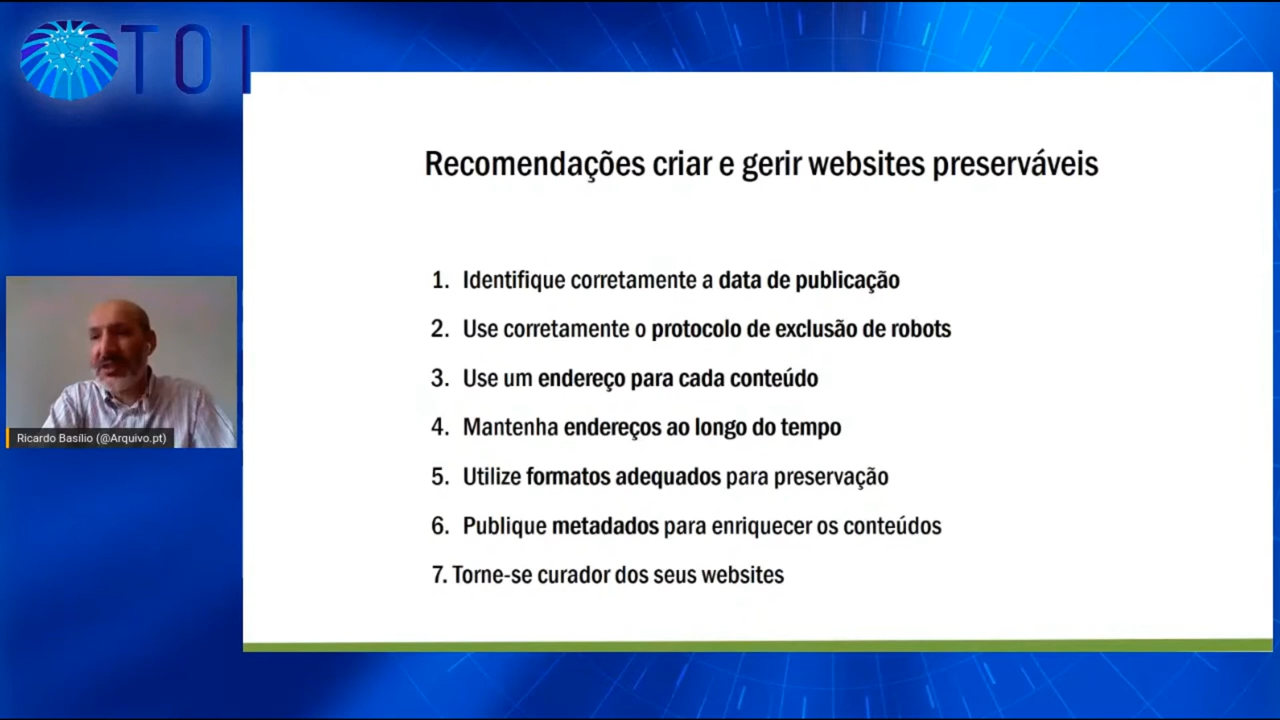 TOI
Recomendações criar e gerir websites preserváveis
1. Identifique corretamente a data de publicação
2. Use corretamente o protocolo de exclusão de robots
3. Use um endereço para cada conteúdo
4. Mantenha endereços ao longo do tempo
5. Utilize formatos adequados para preservação
6. Publique metadados para enriquecer os conteúdos
7. Torne-se curador dos seus websites
Ricardo Basílio (@Arquivo.pt)